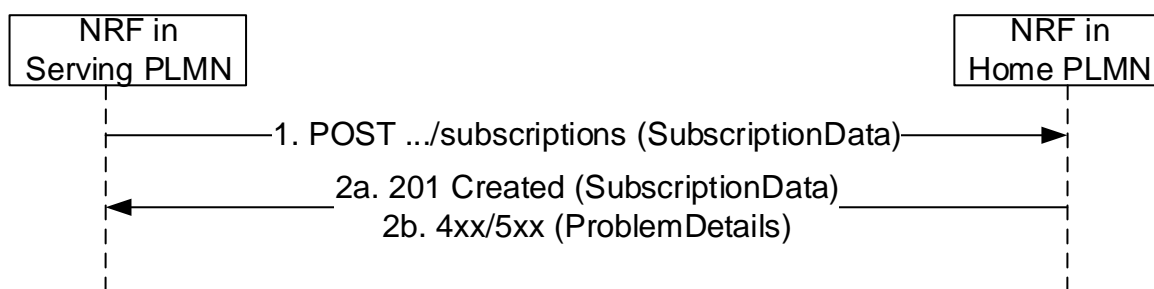 NRF in
Serving PLMN
NRF in
Home PLMN
1. POST .../subscriptions (SubscriptionData)
2a. 201 Created (SubscriptionData)
2b. 4xx/5xx (ProblemDetails)